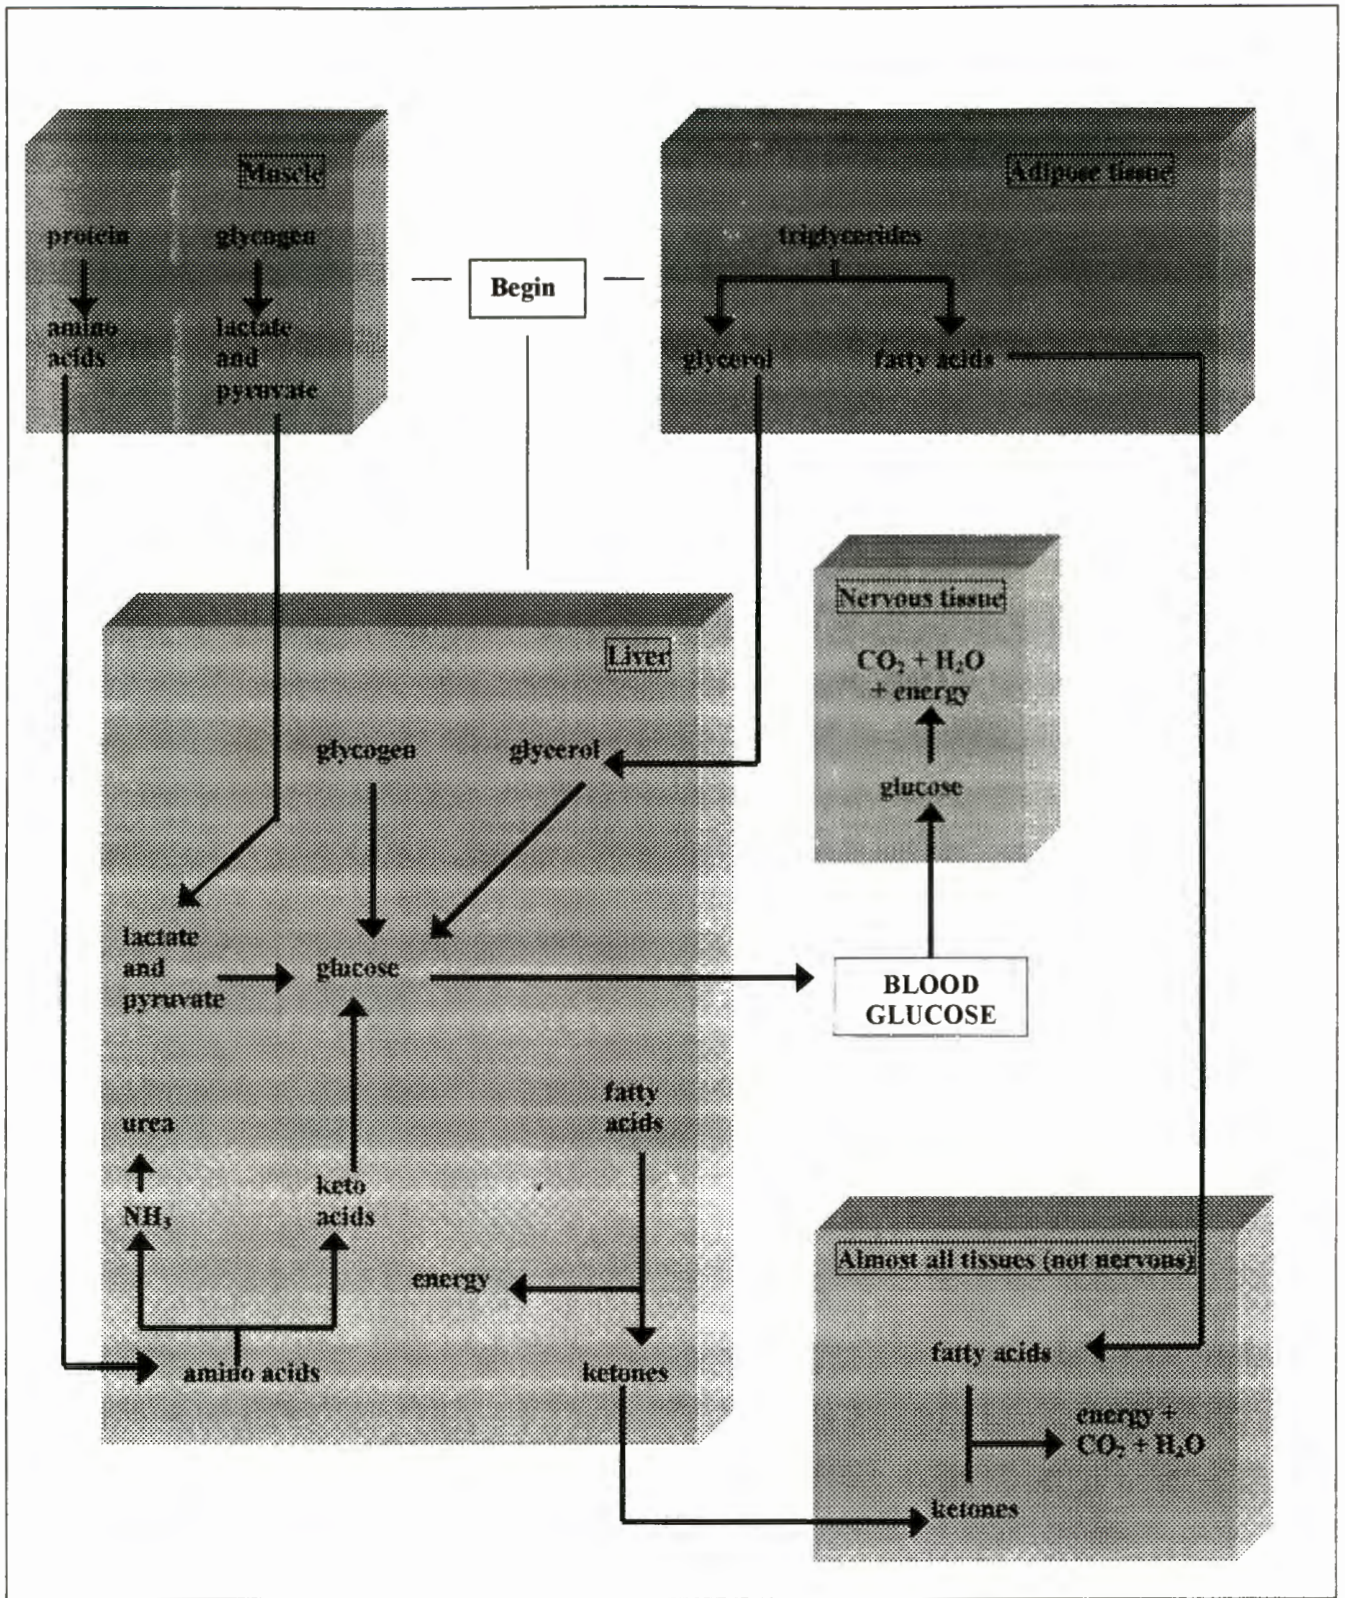 Muscle
protein
glycogen
amino
acids
lactate
and
pyruvate
Begin
Adipose tissue
triglycerides
glycerol
fatty acids
Liver
glycogen
glycerol
lactate
and
pyruvate
glucose
urea
NH₃
keto
acids
fatty
acids
energy
amino acids
ketones
Nervous tissue
CO₂ + H₂O
+ energy
glucose
BLOOD
GLUCOSE
Almost all tissues (not nervous)
fatty acids
energy +
CO₂ + H₂O
ketones